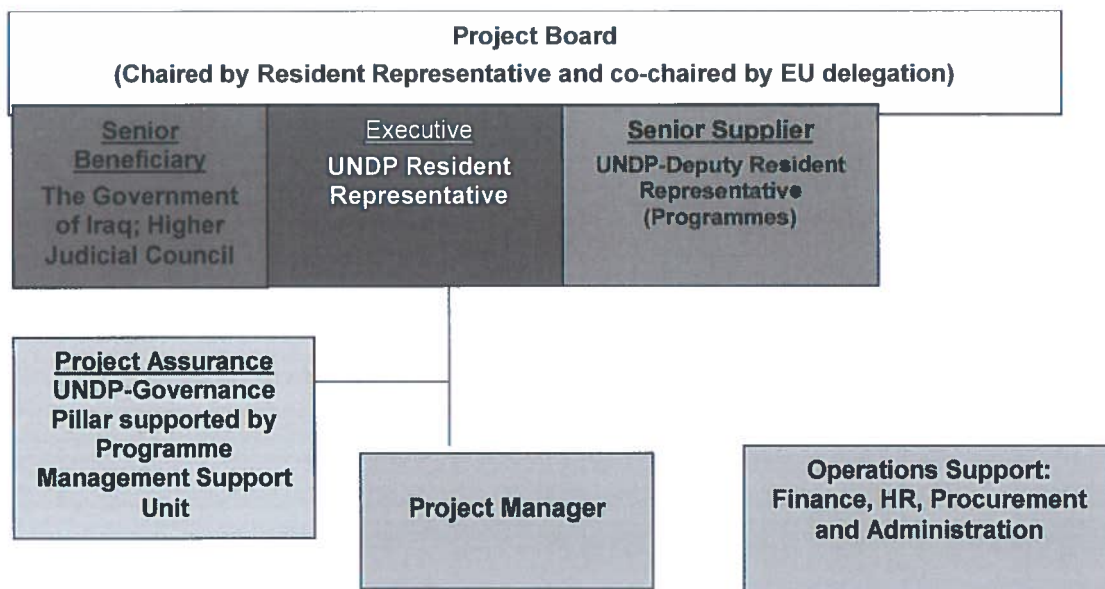 Project Board
(Chaired by Resident Representative and co-chaired by EU delegation)
Senior
Beneficiary
The Government
of Iraq; Higher
Judicial Council
Executive
UNDP Resident
Representative
Senior Supplier
UNDP-Deputy Resident
Representative
(Programmes)
Project Assurance
UNDP-Governance
Pillar supported by
Programme
Management Support
Unit
Project Manager
Operations Support:
Finance, HR, Procurement
and Administration